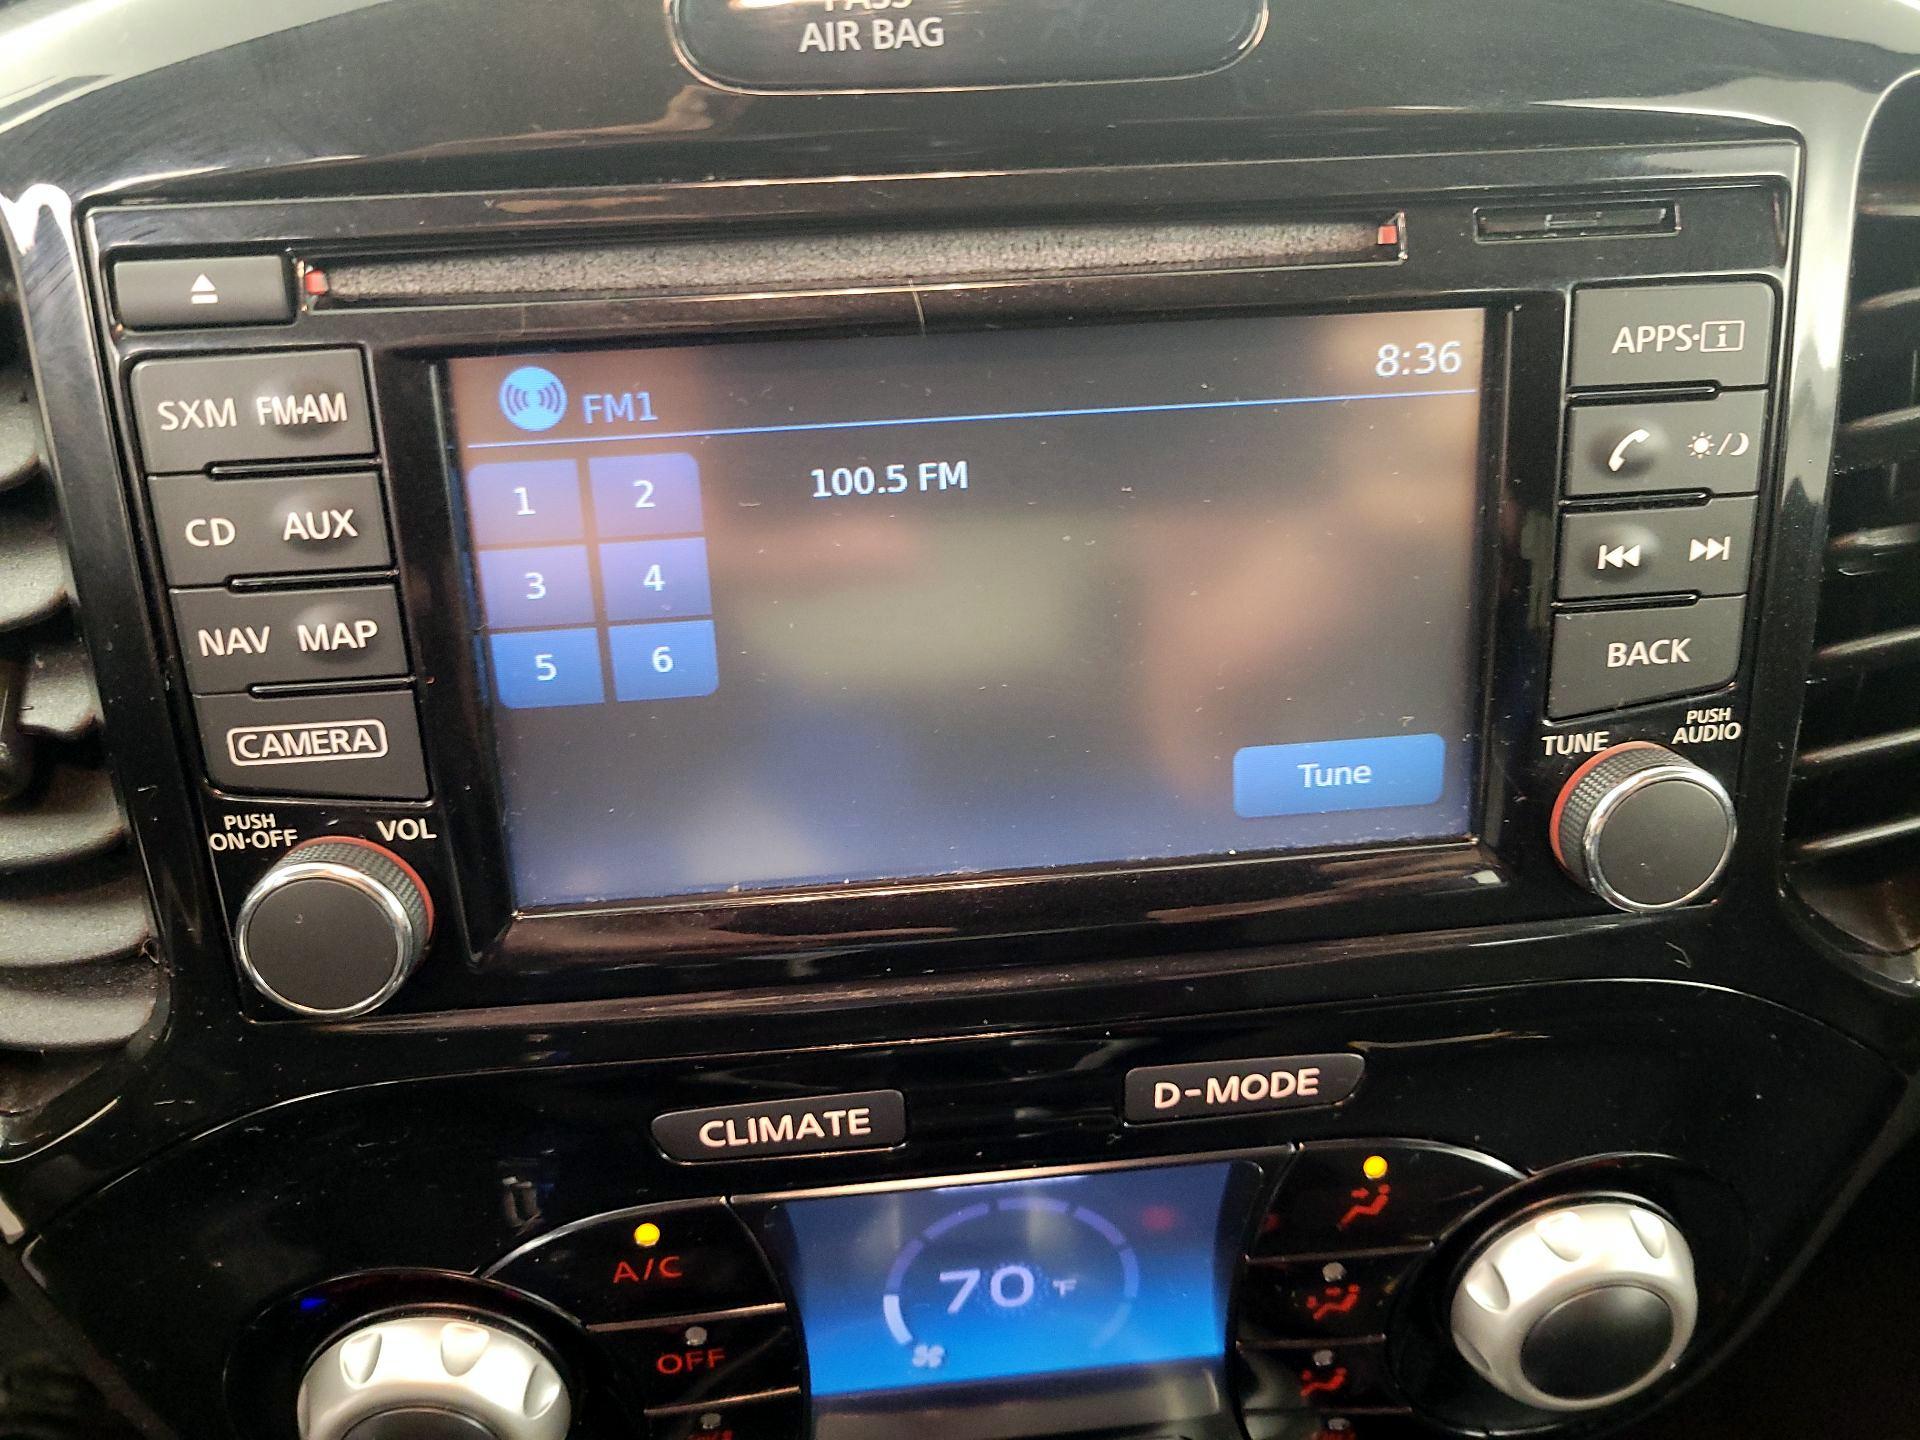 PASS
AIR BAG
8:36
FM1
100.5 FM
1 2
3 4
5 6
Tune
SXM FM·AM
CD AUX
NAV MAP
CAMERA
PUSH
ON·OFF
VOL
APPS·i
BACK
TUNE
PUSH
AUDIO
CLIMATE
D-MODE
A/C
OFF
70 °F